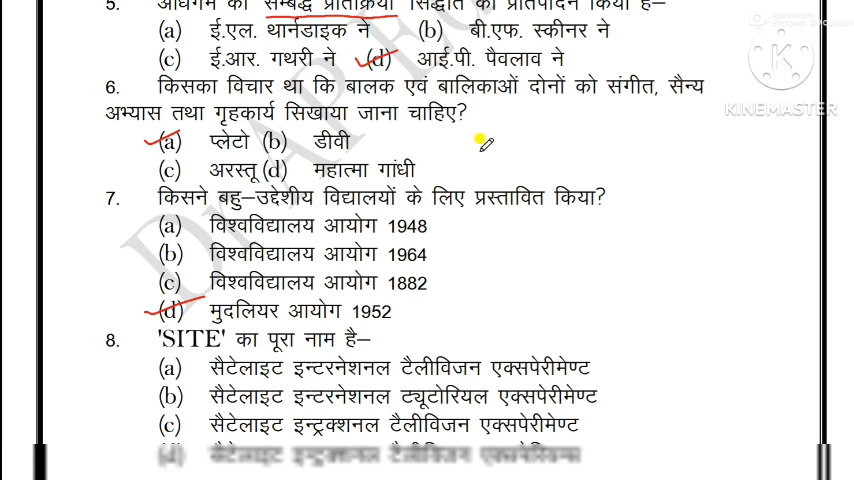 5. अधिगम का सम्बद्ध प्रतिक्रिया सिद्धांत का प्रतिपादन किया है–
(a) ई.एल. थार्नडाइक ने (b) बी.एफ. स्कीनर ने
(c) ई.आर. गथरी ने (d) आई.पी. पैवलाव ने
6. किसका विचार था कि बालक एवं बालिकाओं दोनों को संगीत, सैन्य
अभ्यास तथा गृहकार्य सिखाया जाना चाहिए?
(a) प्लेटो (b) डीवी
(c) अरस्तू (d) महात्मा गांधी
7. किसने बहु–उद्देशीय विद्यालयों के लिए प्रस्तावित किया?
(a) विश्वविद्यालय आयोग 1948
(b) विश्वविद्यालय आयोग 1964
(c) विश्वविद्यालय आयोग 1882
(d) मुदलियर आयोग 1952
8. 'SITE' का पूरा नाम है–
(a) सैटेलाइट इन्टरनेशनल टैलीविजन एक्सपेरीमेण्ट
(b) सैटेलाइट इन्टरनेशनल ट्यूटोरियल एक्सपेरीमेण्ट
(c) सैटेलाइट इन्ट्रक्शनल टैलीविजन एक्सपेरीमेण्ट
KINEMASTER